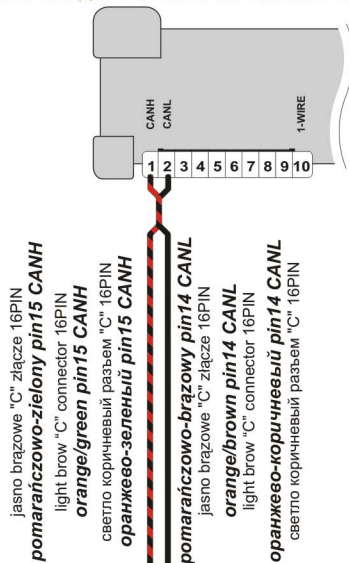 CANH
CANL
1-WIRE
1 2 3 4 5 6 7 8 9 10
jasno brązowe "C" złącze 16PIN
pomarańczowo-zielony pin15 CANH
light brow “C” connector 16PIN
orange/green pin15 CANH
светло коричневый разъем "C" 16PIN
оранжево-зеленый pin15 CANH
pomarańczowo-brązowy pin14 CANL
jasno brązowe "C" złącze 16PIN
orange/brown pin14 CANL
light brow “C” connector 16PIN
оранжево-коричневый pin14 CANL
светло коричневый разъем "C" 16PIN